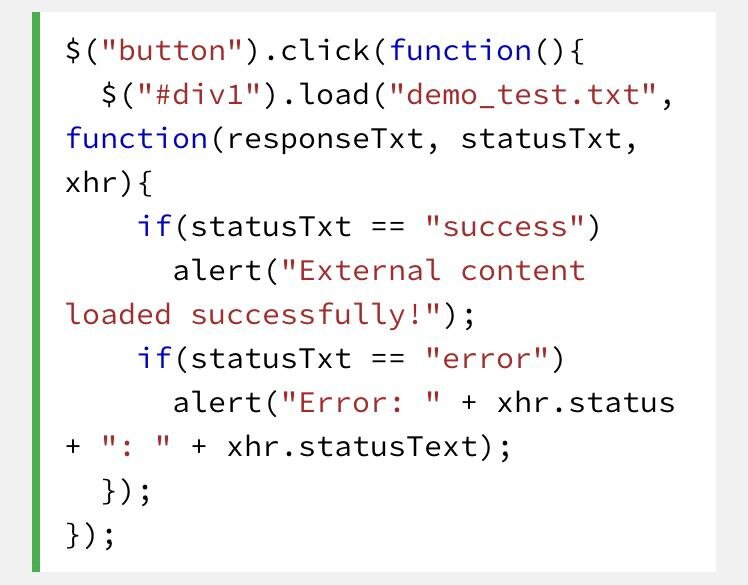 $("button").click(function(){
  $("#div1").load("demo_test.txt",
function(responseTxt, statusTxt,
xhr){
    if(statusTxt == "success")
      alert("External content
loaded successfully!");
    if(statusTxt == "error")
      alert("Error: " + xhr.status
+ ": " + xhr.statusText);
  });
});